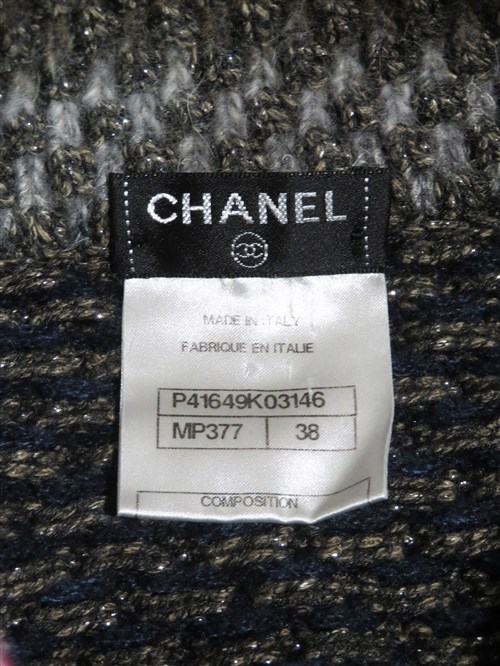 CHANEL
MADE IN ITALY
FABRIQUE EN ITALIE
P41649K03146
MP377 38
COMPOSITION